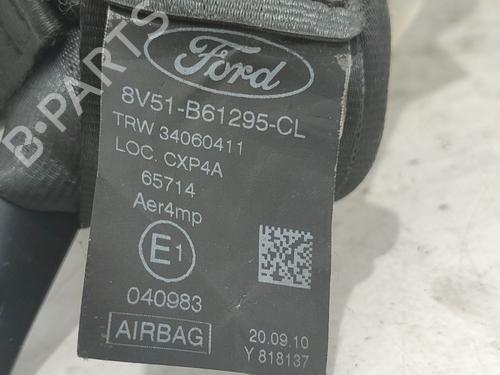 Ford
8V51-B61295-CL
TRW 34060411
LOC. CXP4A
65714
Aer4mp
E1
040983
AIRBAG
20.09.10
Y 818137
B-PARTS